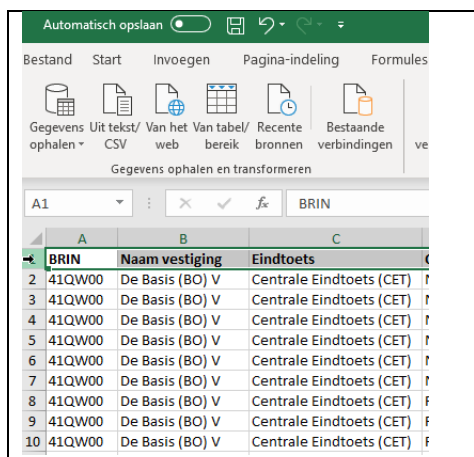 Automatisch opslaan
Bestand Start Invoegen Pagina-indeling Formules
Gegevens Uit tekst/ Van het Van tabel/ Recente Bestaande
ophalen CSV web bereik bronnen verbindingen ve
Gegevens ophalen en transformeren
A1 fx BRIN
A B C
BRIN Naam vestiging Eindtoets
2 41QW00 De Basis (BO) V Centrale Eindtoets (CET)
3 41QW00 De Basis (BO) V Centrale Eindtoets (CET)
4 41QW00 De Basis (BO) V Centrale Eindtoets (CET)
5 41QW00 De Basis (BO) V Centrale Eindtoets (CET)
6 41QW00 De Basis (BO) V Centrale Eindtoets (CET)
7 41QW00 De Basis (BO) V Centrale Eindtoets (CET)
8 41QW00 De Basis (BO) V Centrale Eindtoets (CET)
9 41QW00 De Basis (BO) V Centrale Eindtoets (CET)
10 41QW00 De Basis (BO) V Centrale Eindtoets (CET)